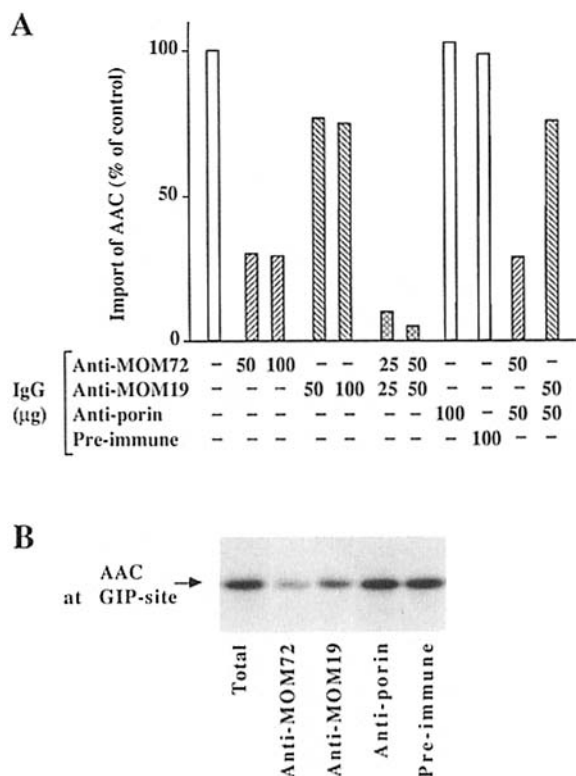 A
Import of AAC (% of control)
100
50
0
IgG
(μg)
Anti-MOM72 – 50 100 – – 25 50 – – 50 –
Anti-MOM19 – – – 50 100 25 50 – – – 50
Anti-porin – – – – – – – 100 – 50 50
Pre-immune – – – – – – – – 100 – –
B
AAC
at GIP-site
Total
Anti-MOM72
Anti-MOM19
Anti-porin
Pre-immune